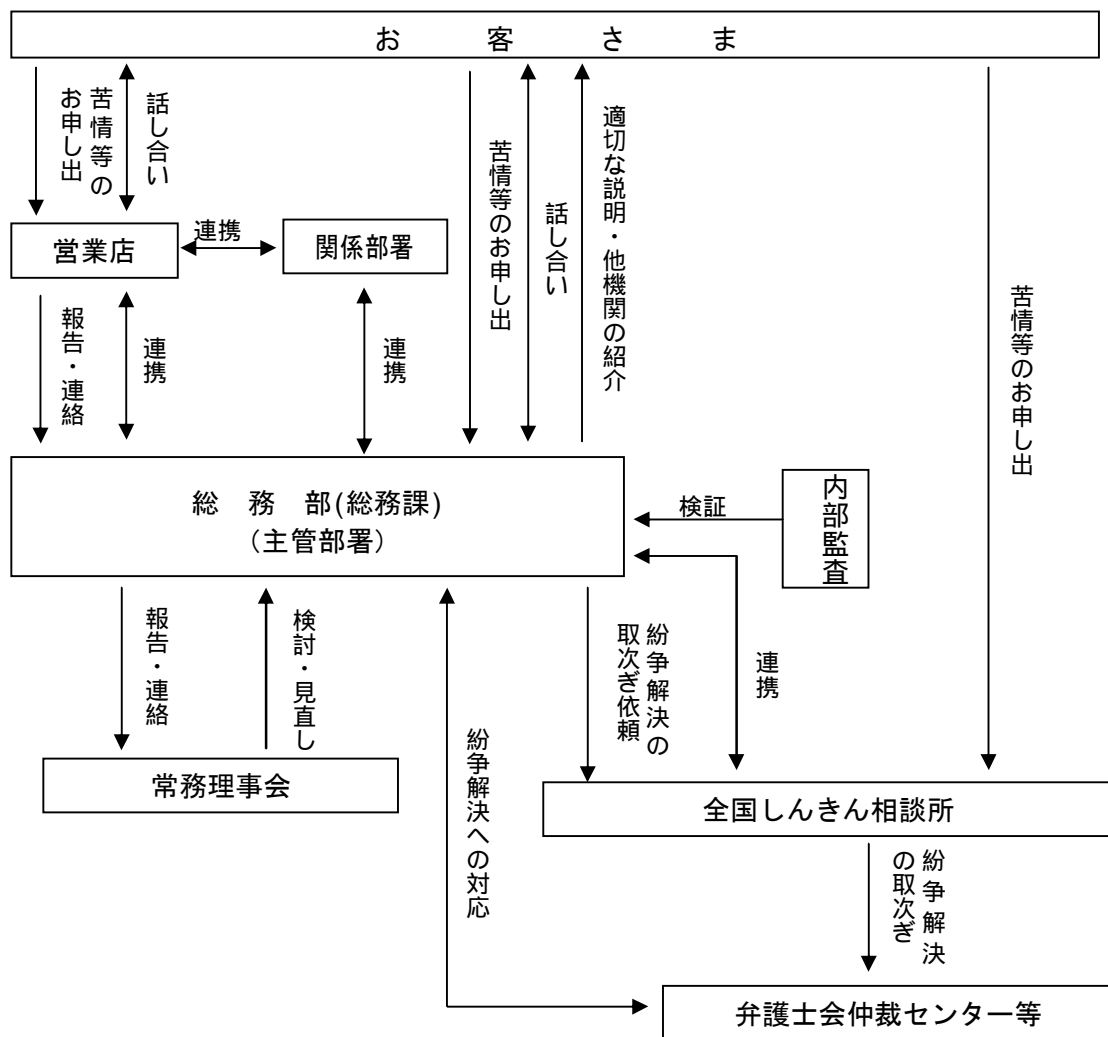 お客さま
苦情等の
お申し出
話し合い
苦情等のお申し出
話し合い
適切な説明・他機関の紹介
苦情等のお申し出
営業店
連携
関係部署
報告・連絡
連携
連携
総務部(総務課)
（主管部署）
検証
内部監査
報告・連絡
検討・見直し
紛争解決への対応
紛争解決の
取次ぎ依頼
連携
常務理事会
全国しんきん相談所
紛争解決
の取次ぎ
弁護士会仲裁センター等